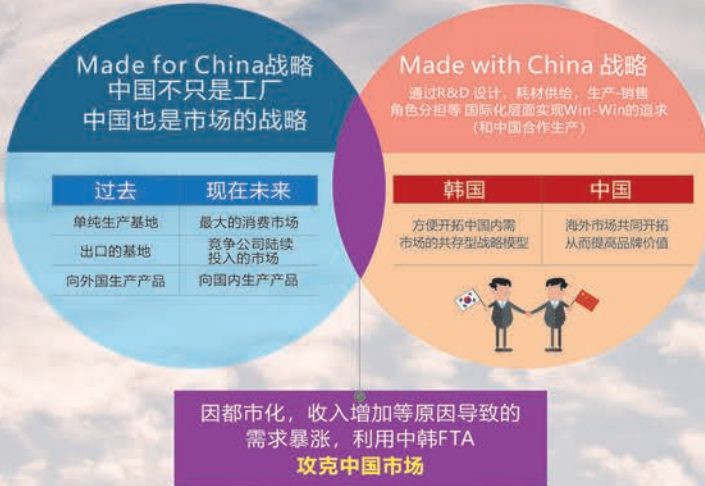 Made for China战略
中国不只是工厂
中国也是市场的战略
过去 现在未来
单纯生产基地 最大的消费市场
出口的基地 竞争公司陆续
投入的市场
向外国生产产品 向国内生产产品
Made with China 战略
通过R&D 设计，耗材供给，生产-销售
角色分担等 国际化层面实现Win-Win的追求
（和中国合作生产）
韩国 中国
方便开拓中国内需 海外市场共同开拓
市场的共存型战略模型 从而提高品牌价值
因都市化，收入增加等原因导致的
需求暴涨，利用中韩FTA
攻克中国市场